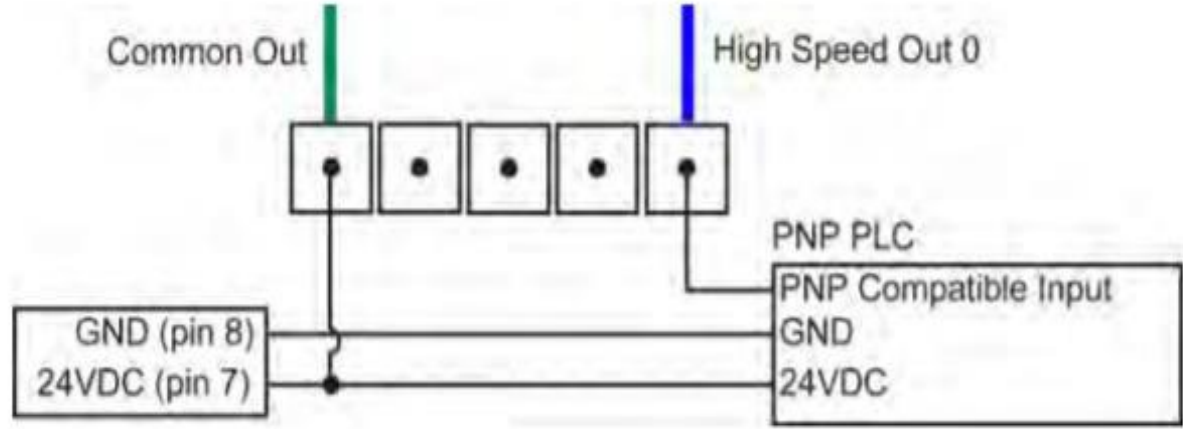 Common Out
High Speed Out 0
PNP PLC
PNP Compatible Input
GND (pin 8)
GND
24VDC (pin 7)
24VDC